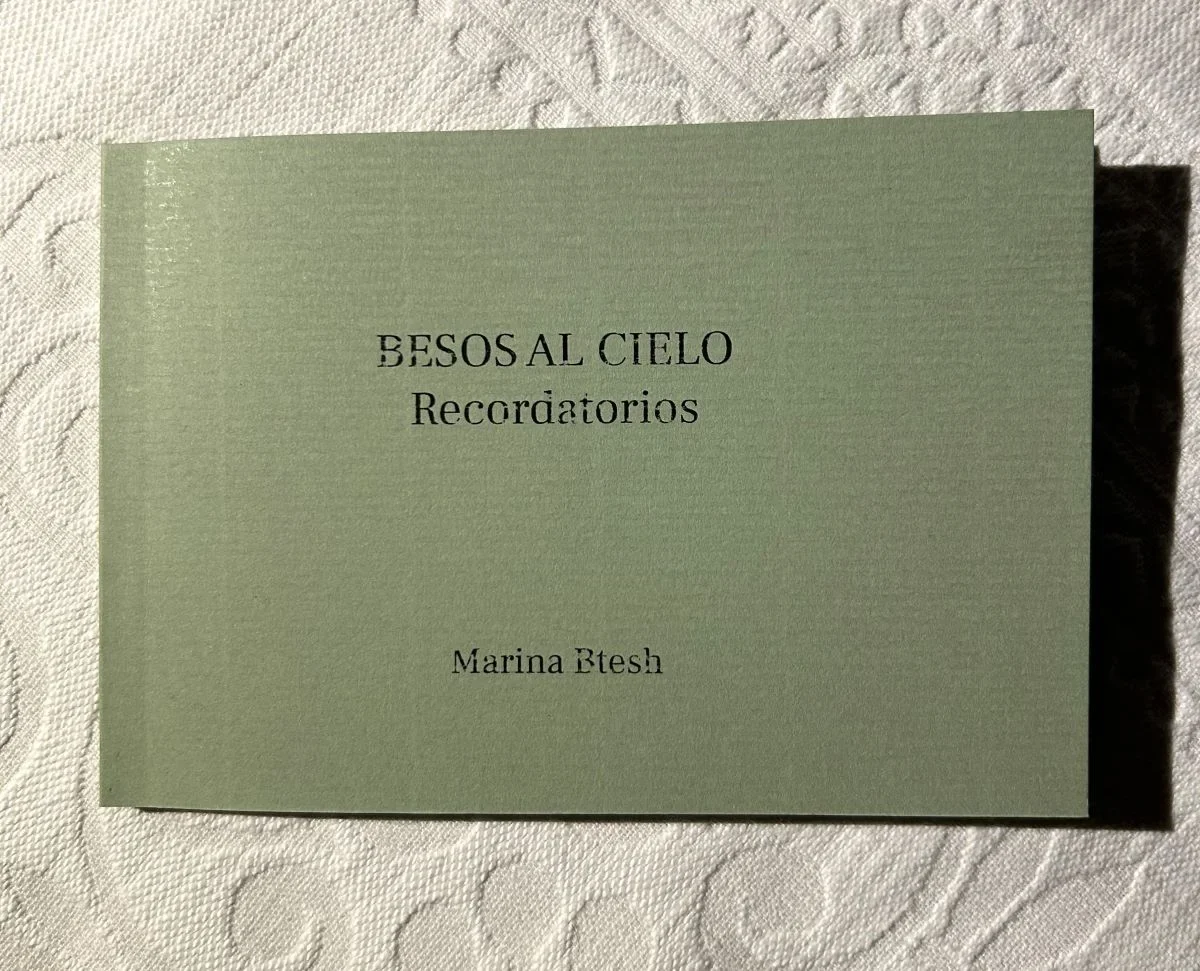 BESOS AL CIELO
Recordatorios
Marina Btesh